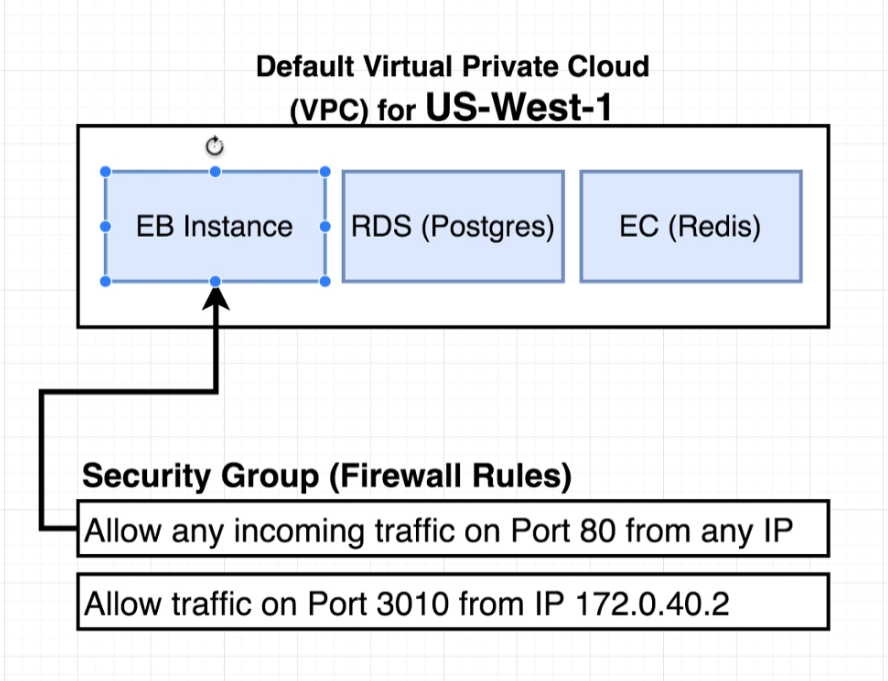 Default Virtual Private Cloud
(VPC) for US-West-1
EB Instance
RDS (Postgres)
EC (Redis)
Security Group (Firewall Rules)
Allow any incoming traffic on Port 80 from any IP
Allow traffic on Port 3010 from IP 172.0.40.2